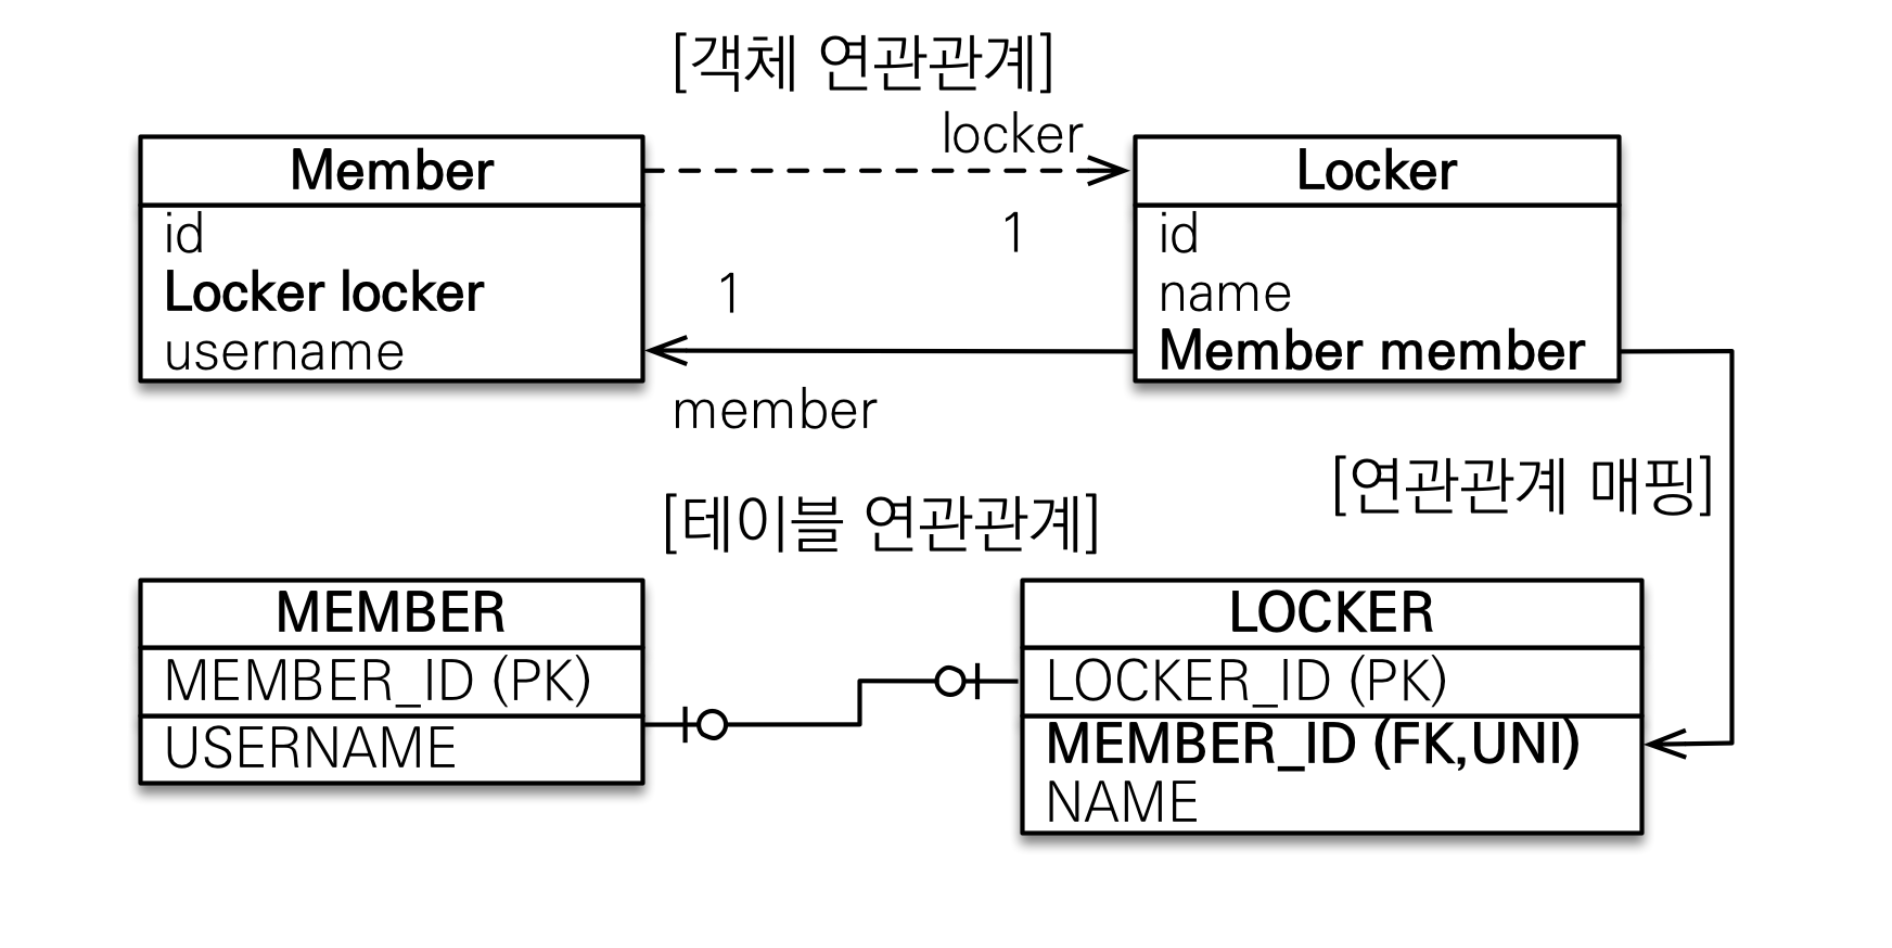 [객체 연관관계]
locker
Member
id
Locker locker
username
1
1
member
Locker
id
name
Member member
[연관관계 매핑]
[테이블 연관관계]
MEMBER
MEMBER_ID (PK)
USERNAME
LOCKER
LOCKER_ID (PK)
MEMBER_ID (FK,UNI)
NAME